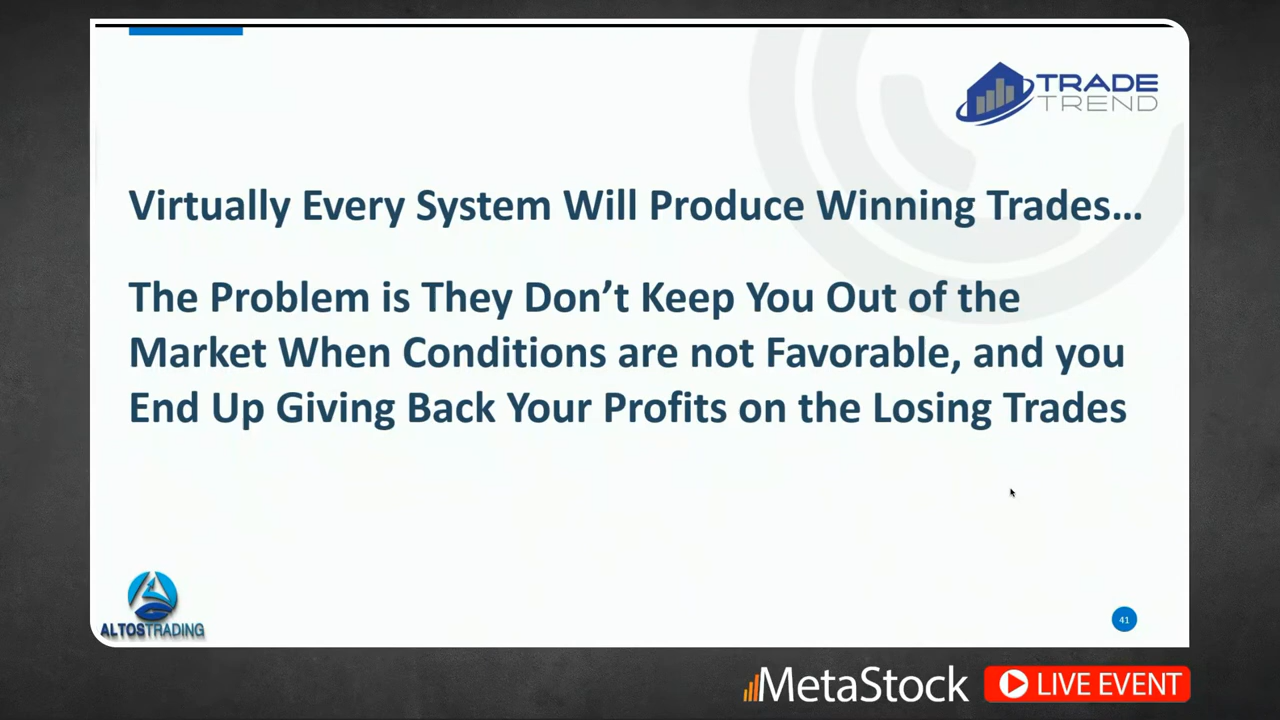 TRADE
TREND
Virtually Every System Will Produce Winning Trades…
The Problem is They Don’t Keep You Out of the
Market When Conditions are not Favorable, and you
End Up Giving Back Your Profits on the Losing Trades
ALTOSTRADING
41
MetaStock
LIVE EVENT